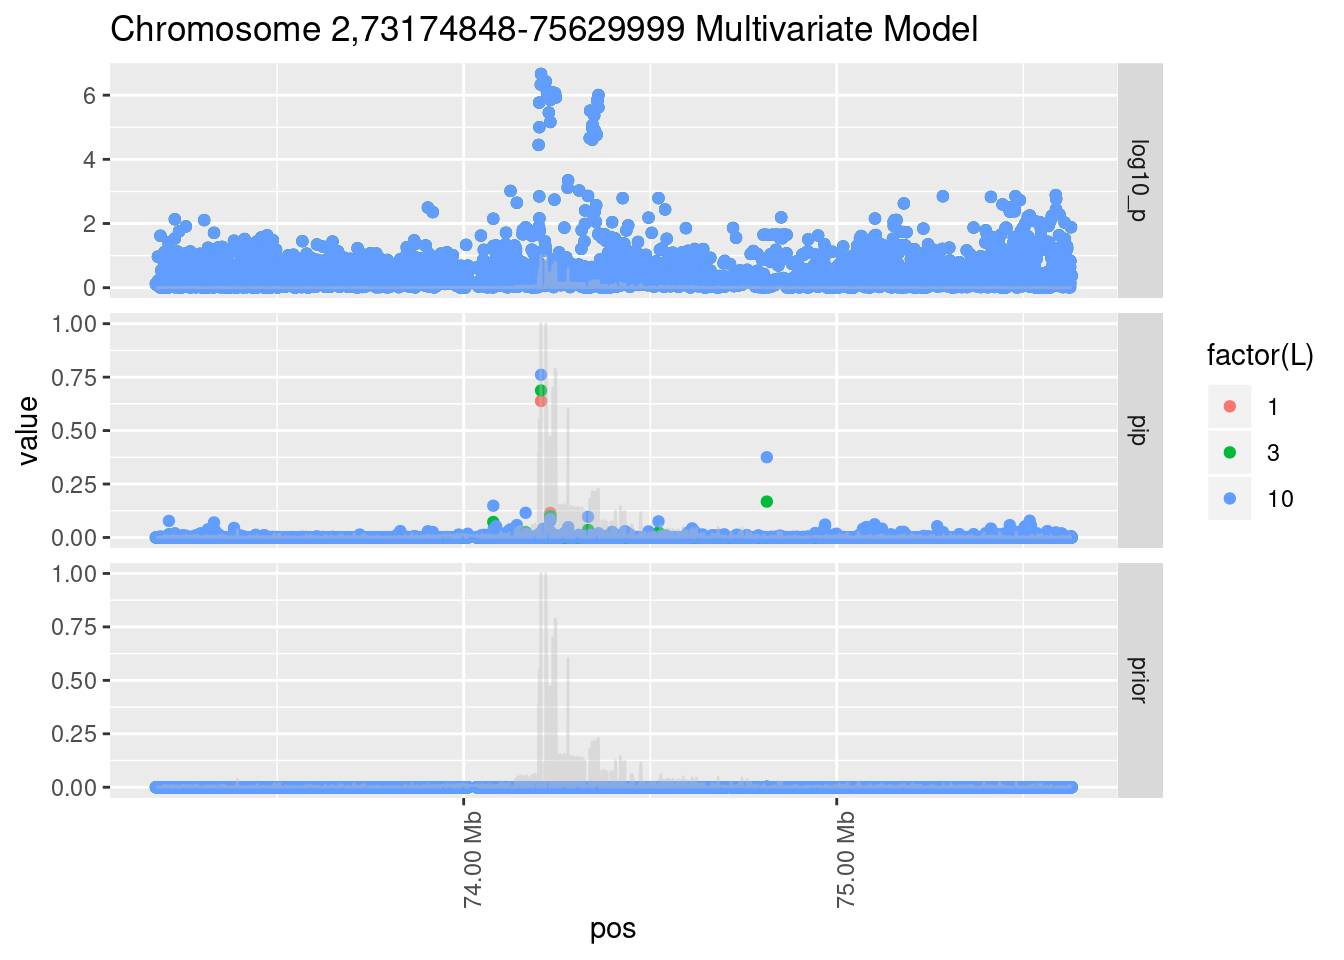 Chromosome 2,73174848-75629999 Multivariate Model
6
4
2
0
log10_p
1.00
0.75
0.50
0.25
0.00
pip
1.00
0.75
0.50
0.25
0.00
prior
value
74.00 Mb
75.00 Mb
pos
factor(L)
1
3
10